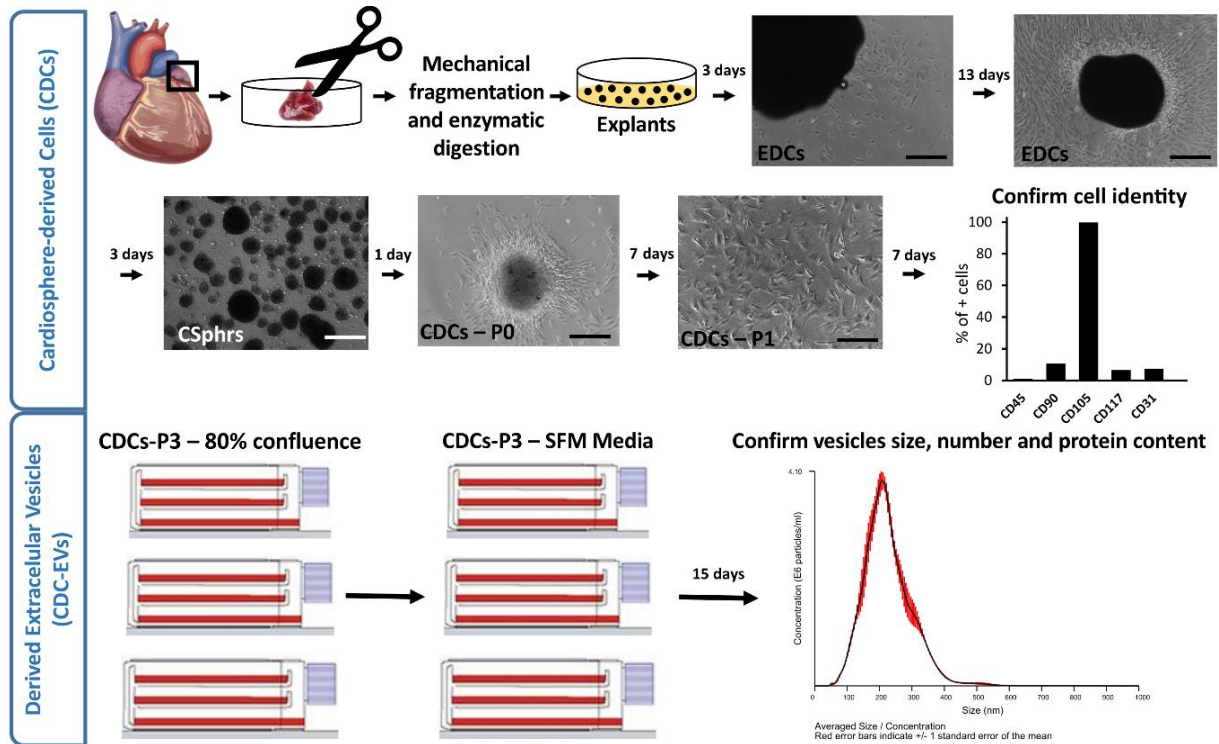 Cardiosphere-derived Cells (CDCs)
Mechanical
fragmentation
and enzymatic
digestion
Explants
3 days
EDCs
13 days
EDCs
3 days
CSphrs
1 day
CDCs – P0
7 days
CDCs – P1
7 days
Confirm cell identity
% of + cells
100
80
60
40
20
0
CD45
CD90
CD105
CD117
CD31
Derived Extracelular Vesicles
(CDC-EVs)
CDCs-P3 – 80% confluence
CDCs-P3 – SFM Media
15 days
Confirm vesicles size, number and protein content
4.10
Concentration (E6 particles/ml)
0 100 200 300 400 500 600 700 800 900 1000
Size (nm)
Averaged Size / Concentration
Red error bars indicate +/- 1 standard error of the mean